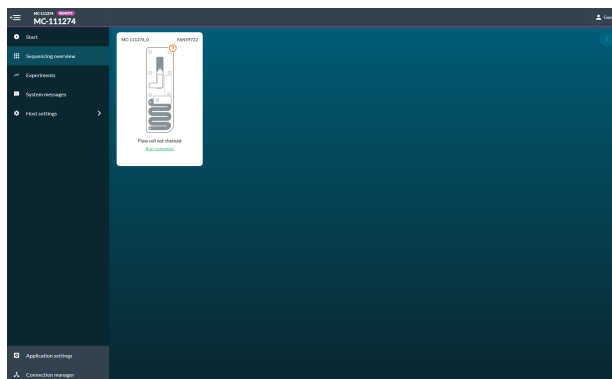 MC-111274 REMOTE
MC-111274
Gue
Start
Sequencing overview
Experiments
System messages
Host settings
MC-111274_0 FAN59722
?
Flow cell not checked
Run complete
Application settings
Connection manager